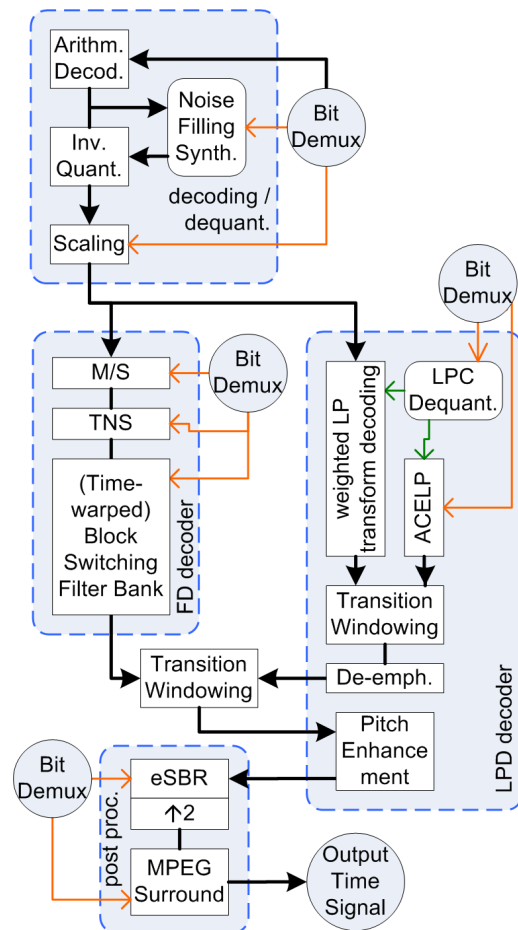 Arithm.
Decod.
Noise
Filling
Synth.
Bit
Demux
Inv.
Quant.
decoding /
dequant.
Scaling
Bit
Demux
M/S
Bit
Demux
LPC
Dequant.
TNS
weighted LP
transform decoding
ACELP
(Time-
warped)
Block
Switching
Filter Bank
FD decoder
Transition
Windowing
Transition
Windowing
De-emph.
LPD decoder
Pitch
Enhance
ment
Bit
Demux
eSBR
↑2
post proc.
MPEG
Surround
Output
Time
Signal